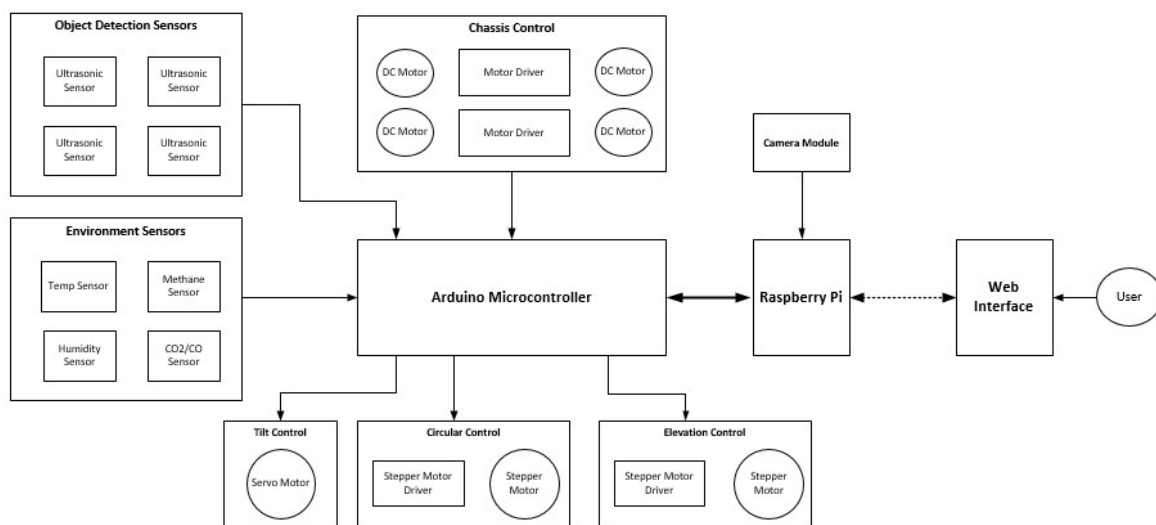 Object Detection Sensors
Ultrasonic
Sensor
Ultrasonic
Sensor
Ultrasonic
Sensor
Ultrasonic
Sensor
Chassis Control
DC Motor
Motor Driver
DC Motor
DC Motor
Motor Driver
DC Motor
Camera Module
Environment Sensors
Temp Sensor
Methane
Sensor
Humidity
Sensor
CO2/CO
Sensor
Arduino Microcontroller
Raspberry Pi
Web
Interface
User
Tilt Control
Servo Motor
Circular Control
Stepper Motor
Driver
Stepper
Motor
Elevation Control
Stepper Motor
Driver
Stepper
Motor